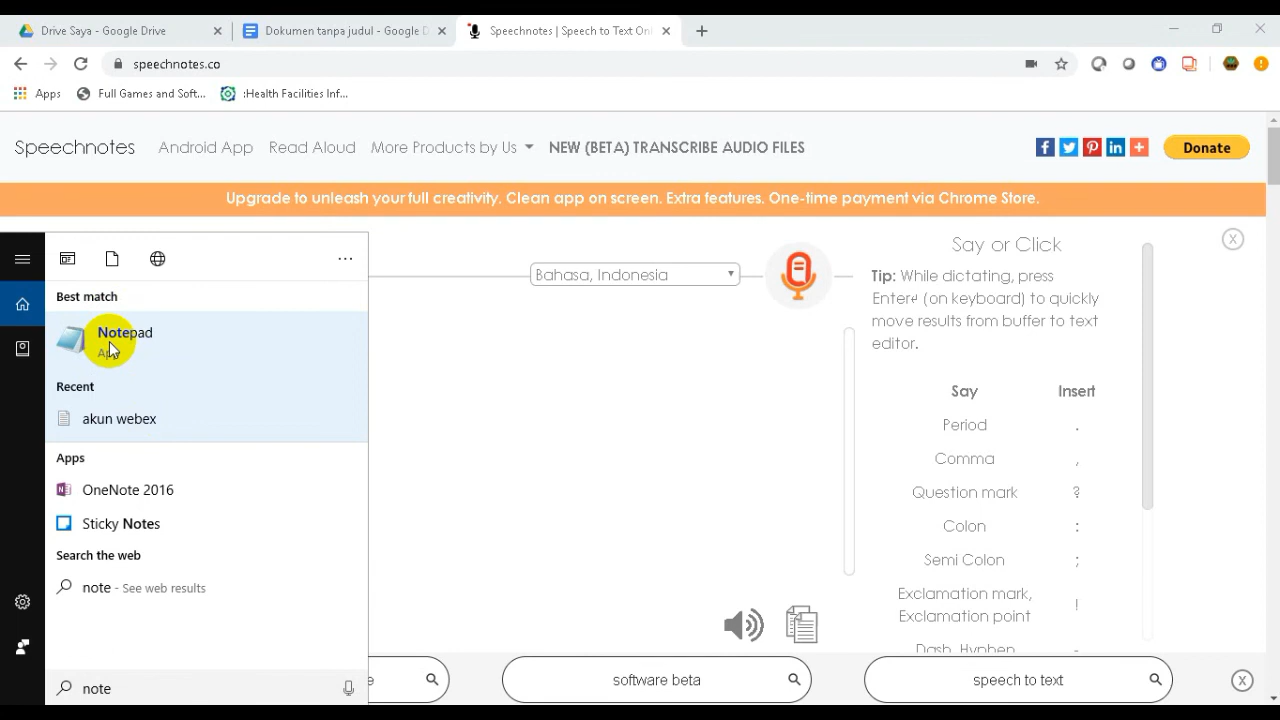 Drive Saya - Google Drive
Dokumen tanpa judul - Google D
Speechnotes | Speech to Text Onl
speechnotes.co
Apps
Full Games and Soft...
:Health Facilities Inf...
Speechnotes
Android App
Read Aloud
More Products by Us
NEW (BETA) TRANSCRIBE AUDIO FILES
Donate
Upgrade to unleash your full creativity. Clean app on screen. Extra features. One-time payment via Chrome Store.
Best match
Notepad
App
Recent
akun webex
Apps
OneNote 2016
Sticky Notes
Search the web
note - See web results
note
Bahasa, Indonesia
Say or Click
Tip: While dictating, press
Enter↵ (on keyboard) to quickly
move results from buffer to text
editor.
Say Insert
Period .
Comma ,
Question mark ?
Colon :
Semi Colon ;
Exclamation mark,
Exclamation point !
Dash, Hyphen -
e
software beta
speech to text